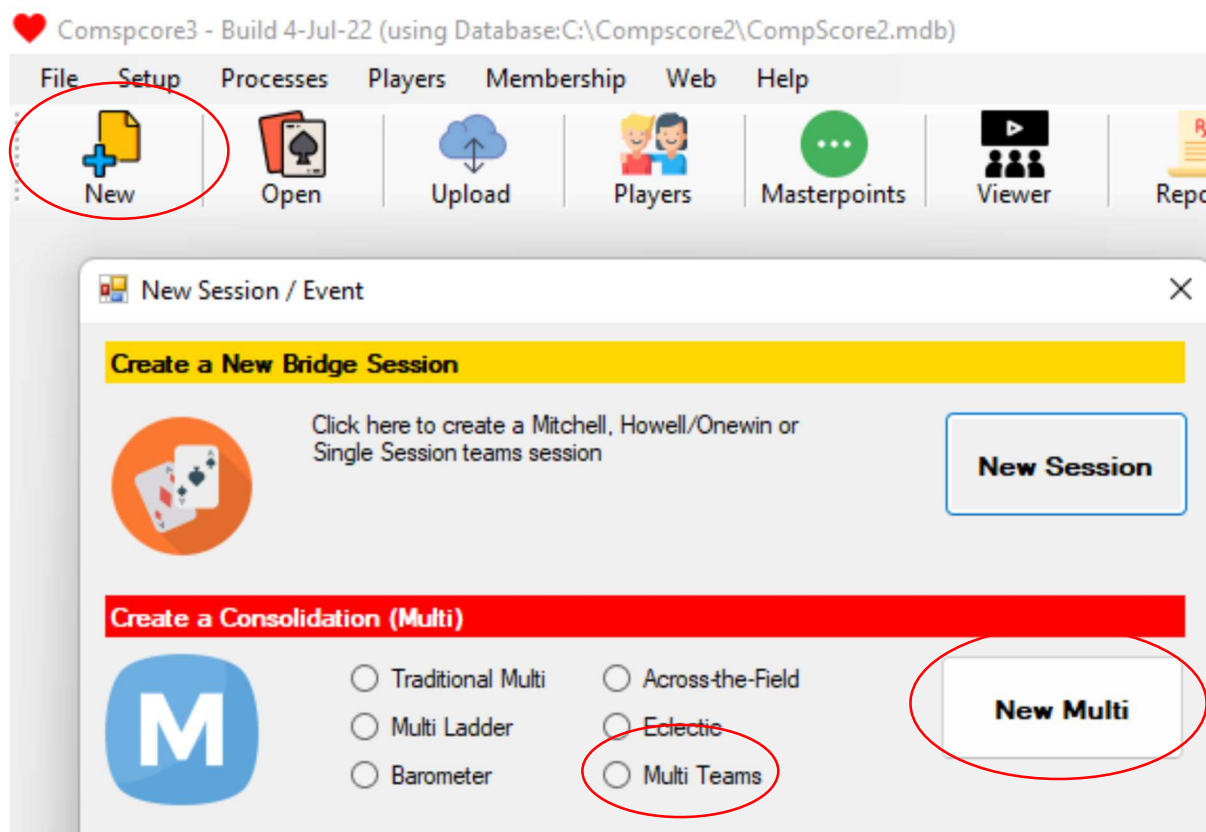 Comspcore3 - Build 4-Jul-22 (using Database:C:\Compscore2\CompScore2.mdb)
File Setup Processes Players Membership Web Help
New Open Upload Players Masterpoints Viewer
New Session / Event
Create a New Bridge Session
Click here to create a Mitchell, Howell/Onewin or
Single Session teams session
New Session
Create a Consolidation (Multi)
M
Traditional Multi Across-the-Field
Multi Ladder Eclectic
Barometer Multi Teams
New Multi